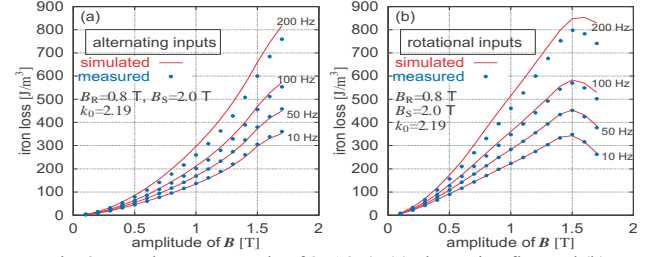 (a)
alternating inputs
simulated
measured
B_R=0.8 T, B_S=2.0 T
k_0=2.19
200 Hz
100 Hz
50 Hz
10 Hz
iron loss [J/m³]
900
800
700
600
500
400
300
200
100
0
0 0.5 1 1.5 2
amplitude of B [T]
(b)
rotational inputs
simulated
measured
B_R=0.8 T
B_S=2.0 T
k_0=2.19
200 Hz
100 Hz
50 Hz
10 Hz
iron loss [J/m³]
900
800
700
600
500
400
300
200
100
0
0 0.5 1 1.5 2
amplitude of B [T]